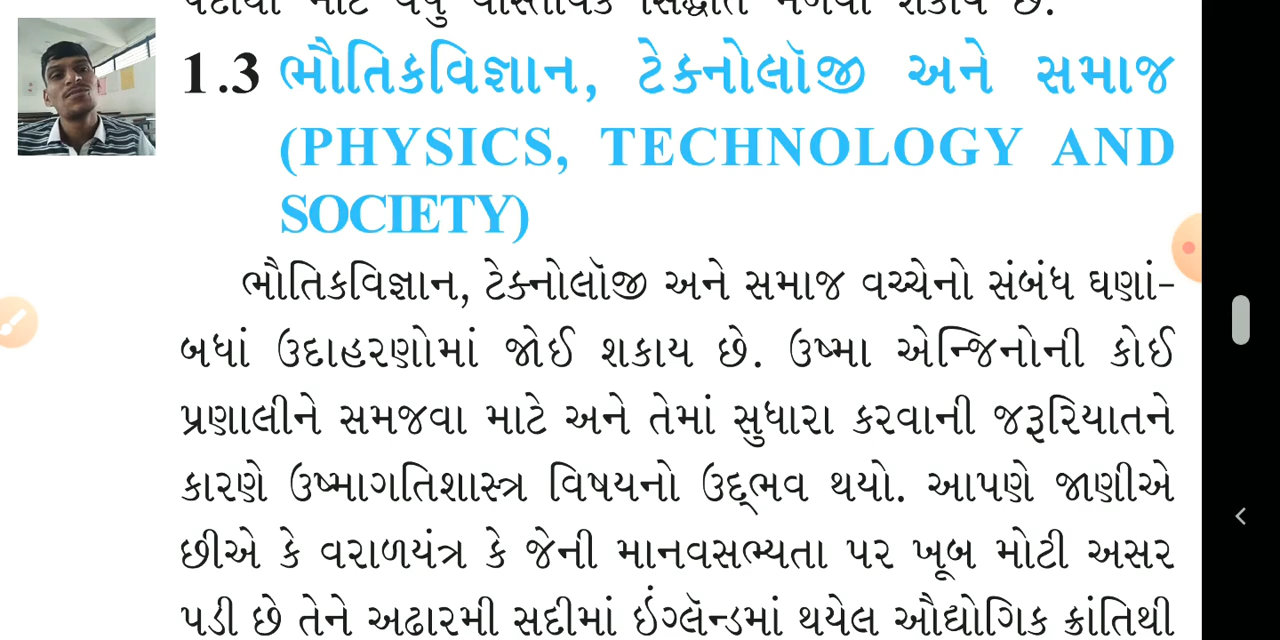 1.3 ભૌતિકવિજ્ઞાન, ટેક્નોલૉજી અને સમાજ
(PHYSICS, TECHNOLOGY AND
SOCIETY)
ભૌતિકવિજ્ઞાન, ટેક્નોલૉજી અને સમાજ વચ્ચેનો સંબંધ ઘણાં-
બધાં ઉદાહરણોમાં જોઈ શકાય છે. ઉષ્મા એન્જિનોની કોઈ
પ્રણાલીને સમજવા માટે અને તેમાં સુધારા કરવાની જરૂરિયાતને
કારણે ઉષ્માગતિશાસ્ત્ર વિષયનો ઉદ્ભવ થયો. આપણે જાણીએ
છીએ કે વરાળયંત્ર કે જેની માનવસભ્યતા પર ખૂબ મોટી અસર
પડી છે તેને અઢારમી સદીમાં ઇંગ્લૅન્ડમાં થયેલ ઔદ્યોગિક ક્રાંતિથી